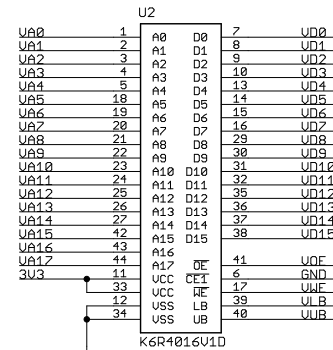 U2
VA0 1 A0 D0 7 VD0
VA1 2 A1 D1 8 VD1
VA2 3 A2 D2 9 VD2
VA3 4 A3 D3 10 VD3
VA4 5 A4 D4 13 VD4
VA5 18 A5 D5 14 VD5
VA6 19 A6 D6 15 VD6
VA7 20 A7 D7 16 VD7
VA8 21 A8 D8 29 VD8
VA9 22 A9 D9 30 VD9
VA10 23 A10 D10 31 VD10
VA11 24 A11 D11 32 VD11
VA12 25 A12 D12 35 VD12
VA13 26 A13 D13 36 VD13
VA14 27 A14 D14 37 VD14
VA15 42 A15 D15 38 VD15
VA16 43 A16
VA17 44 A17 OE 41 VOE
3V3 11 VCC CE1 6 GND
33 VCC WE 17 VWE
12 VSS LB 39 VLB
34 VSS UB 40 VUB
K6R4016V1D